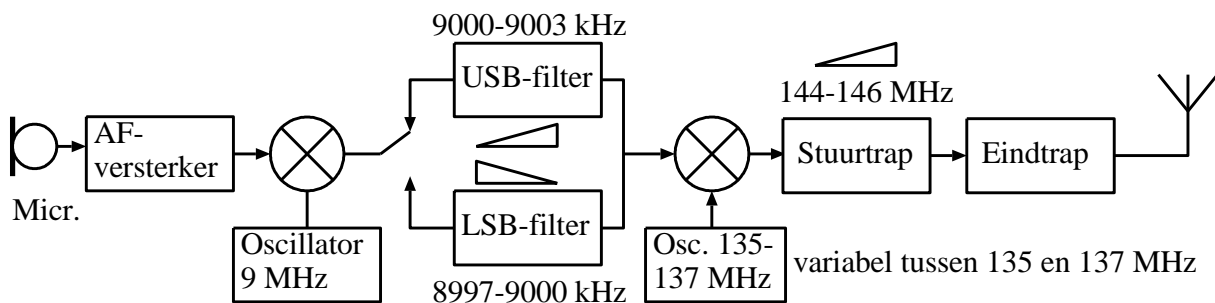 9000-9003 kHz
USB-filter
144-146 MHz
AF-
versterker
Stuurtrap
Eindtrap
Micr.
LSB-filter
Oscillator
9 MHz
Osc. 135-
137 MHz
variabel tussen 135 en 137 MHz
8997-9000 kHz